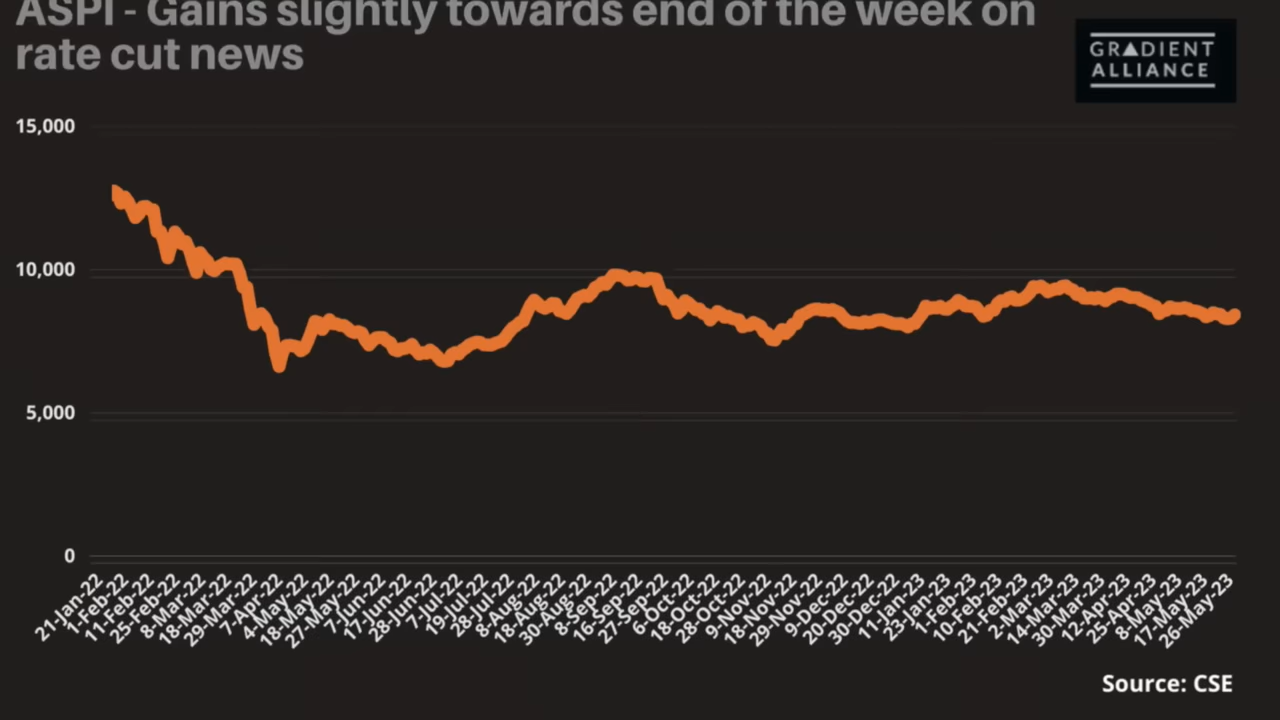 ASPI - Gains slightly towards end of the week on
rate cut news
GRADIENT
ALLIANCE
15,000
10,000
5,000
0
21-Jan-22
1-Feb-22
11-Feb-22
25-Feb-22
8-Mar-22
18-Mar-22
29-Mar-22
7-Apr-22
4-May-22
18-May-22
27-May-22
7-Jun-22
17-Jun-22
28-Jun-22
7-Jul-22
19-Jul-22
28-Jul-22
8-Aug-22
18-Aug-22
30-Aug-22
8-Sep-22
16-Sep-22
27-Sep-22
6-Oct-22
18-Oct-22
28-Oct-22
9-Nov-22
18-Nov-22
29-Nov-22
9-Dec-22
20-Dec-22
30-Dec-22
11-Jan-23
23-Jan-23
1-Feb-23
10-Feb-23
21-Feb-23
2-Mar-23
14-Mar-23
30-Mar-23
12-Apr-23
25-Apr-23
8-May-23
17-May-23
26-May-23
Source: CSE